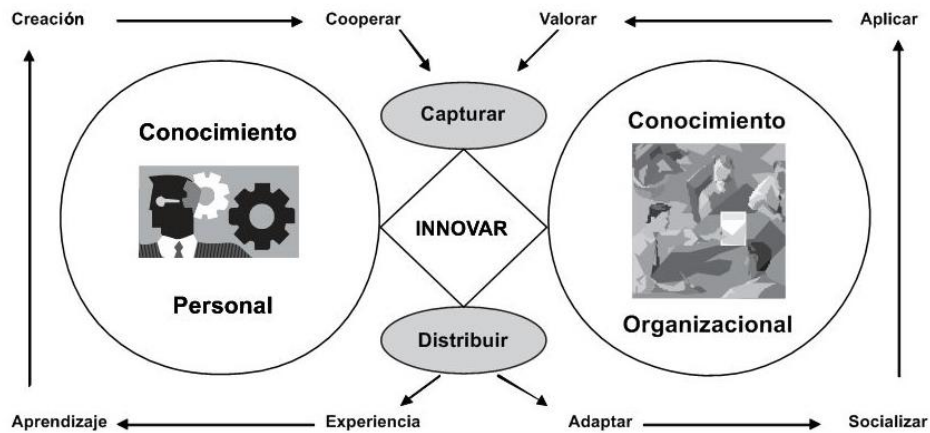 Creación
Cooperar
Valorar
Aplicar
Capturar
Conocimiento
Personal
INNOVAR
Conocimiento
Organizacional
Distribuir
Aprendizaje
Experiencia
Adaptar
Socializar